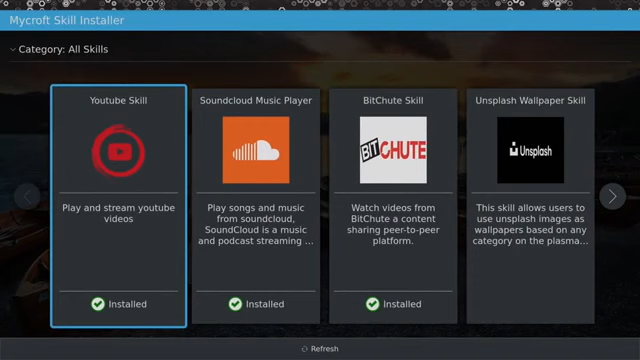 Mycroft Skill Installer
Category: All Skills
Youtube Skill
Play and stream youtube
videos
Installed
Soundcloud Music Player
Play songs and music
from soundcloud,
SoundCloud is a music
and podcast streaming ...
Installed
BitChute Skill
BITCHUTE
Watch videos from
BitChute a content
sharing peer-to-peer
platform.
Installed
Unsplash Wallpaper Skill
Unsplash
This skill allows users to
use unsplash images as
wallpapers based on any
category on the plasma...
Refresh